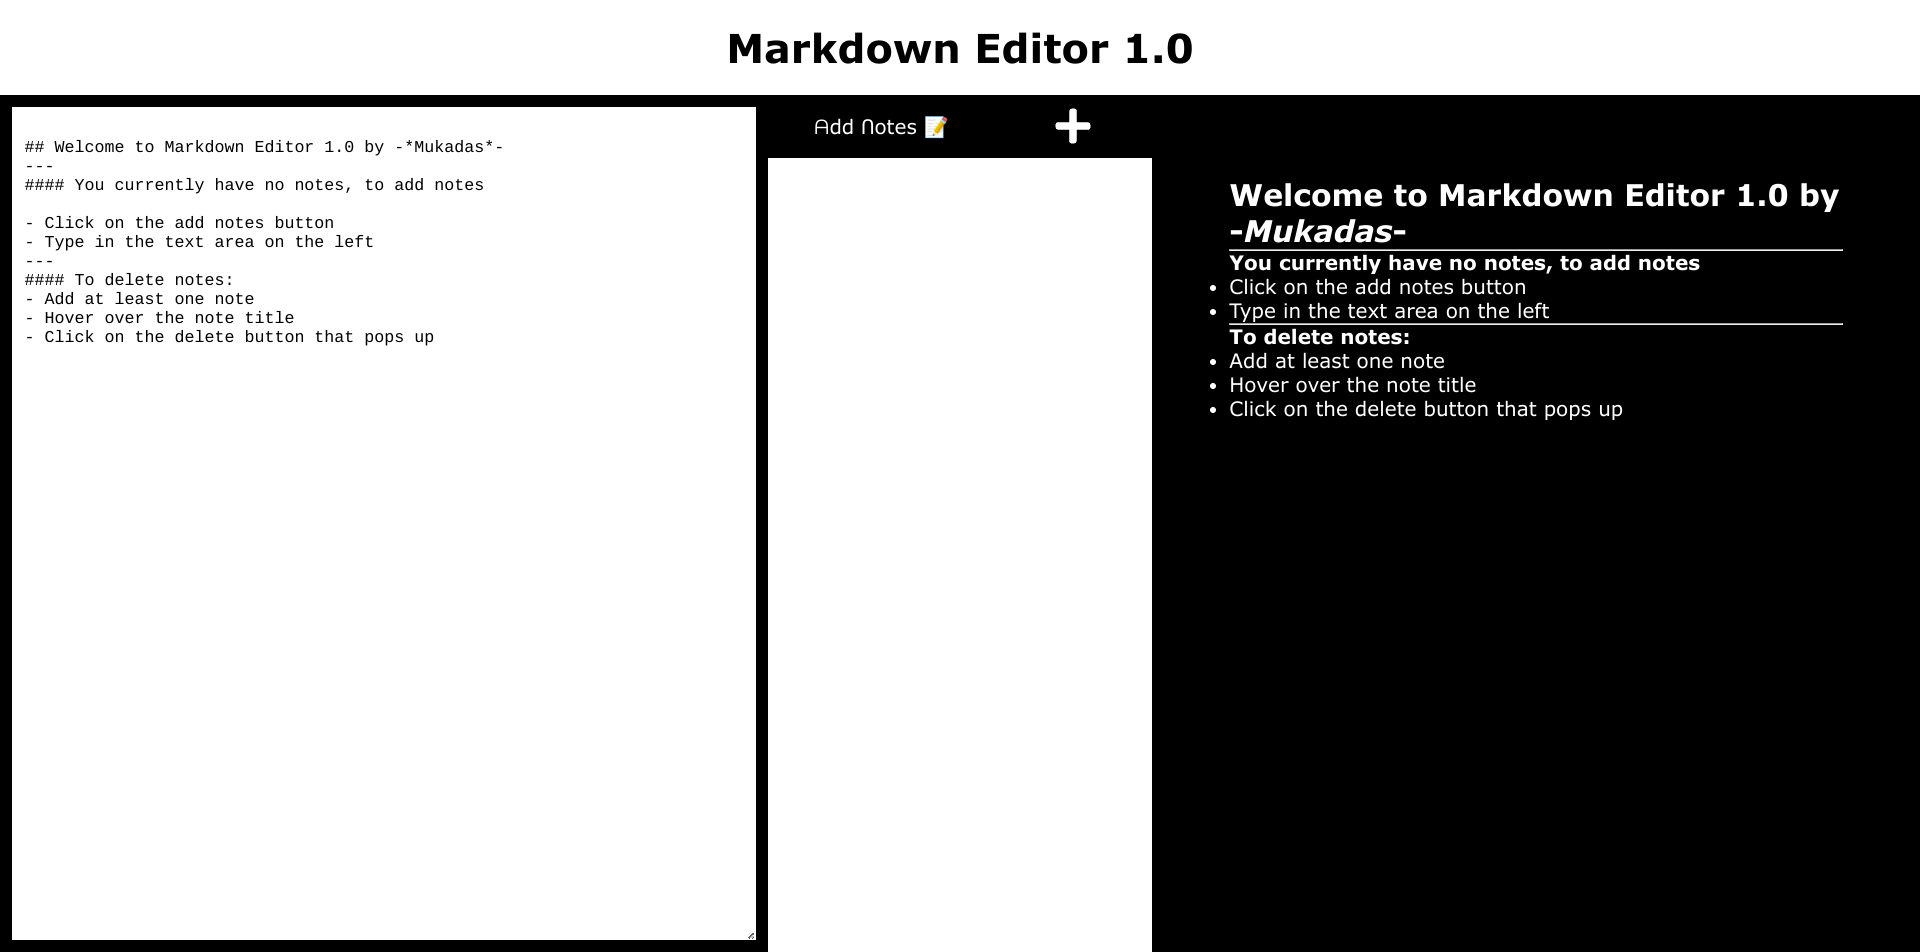 Markdown Editor 1.0
## Welcome to Markdown Editor 1.0 by -*Mukadas*-
---
#### You currently have no notes, to add notes
- Click on the add notes button
- Type in the text area on the left
---
#### To delete notes:
- Add at least one note
- Hover over the note title
- Click on the delete button that pops up
Add Notes 📝
Welcome to Markdown Editor 1.0 by
-Mukadas-
You currently have no notes, to add notes
• Click on the add notes button
• Type in the text area on the left
To delete notes:
• Add at least one note
• Hover over the note title
• Click on the delete button that pops up